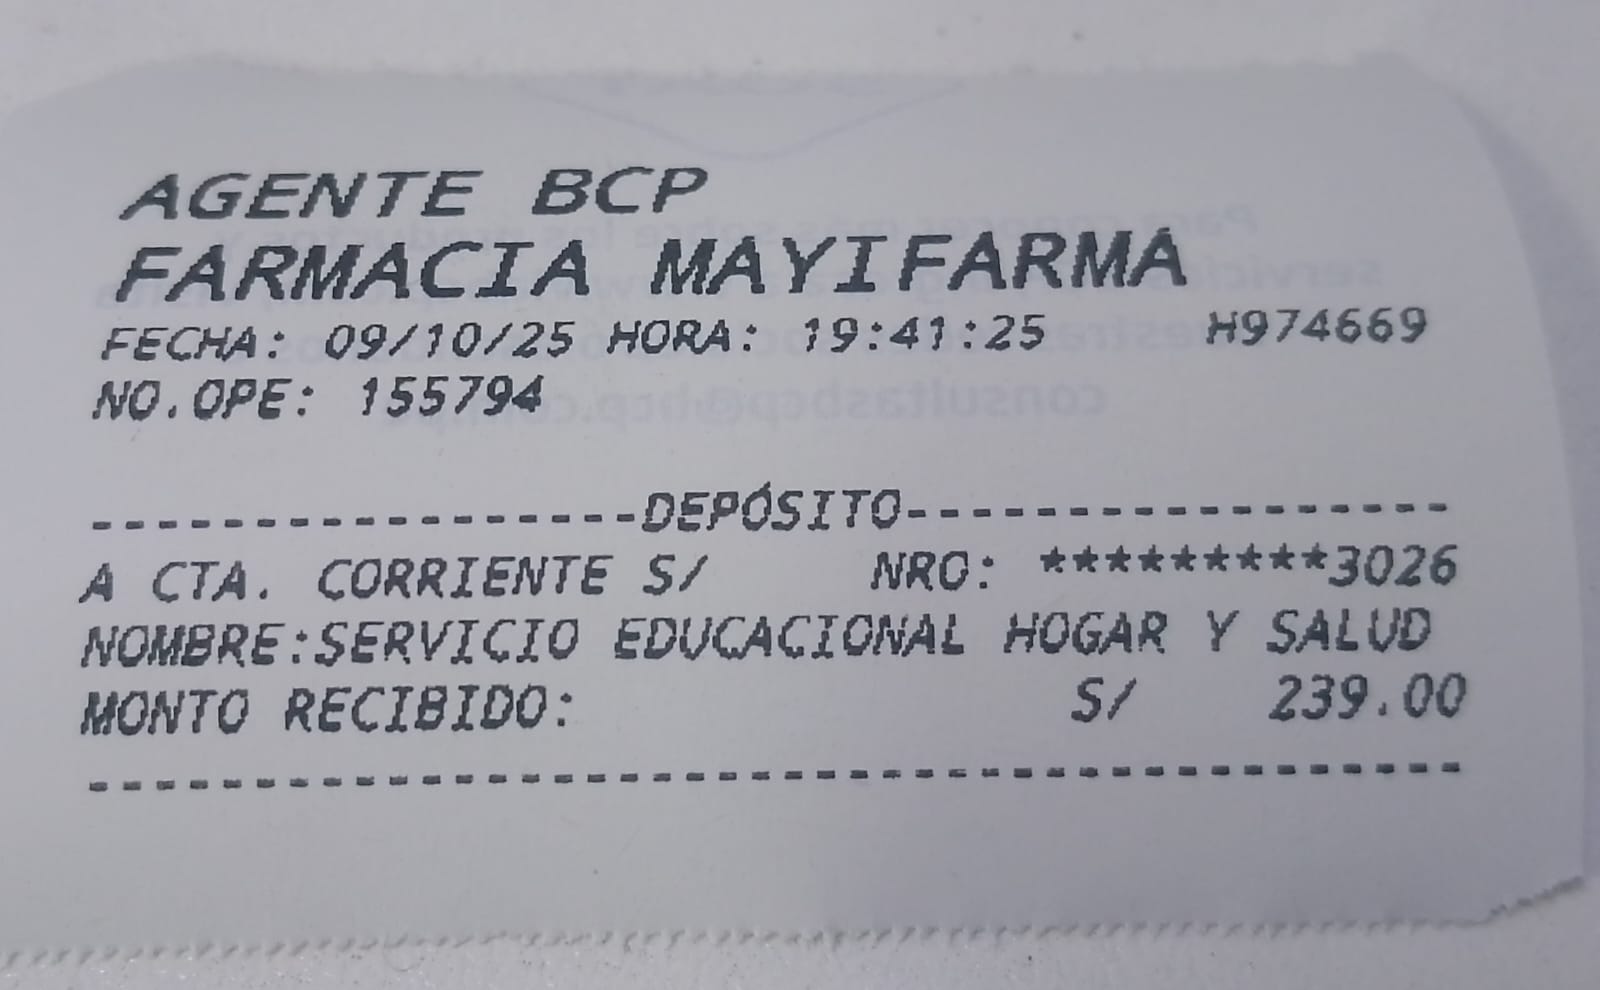 AGENTE BCP
FARMACIA MAYIFARMA
FECHA: 09/10/25 HORA: 19:41:25 H974669
NO.OPE: 155794
-----------------DEPÓSITO-----------------
A CTA. CORRIENTE S/ NRO: *********3026
NOMBRE:SERVICIO EDUCACIONAL HOGAR Y SALUD
MONTO RECIBIDO: S/ 239.00
------------------------------------------